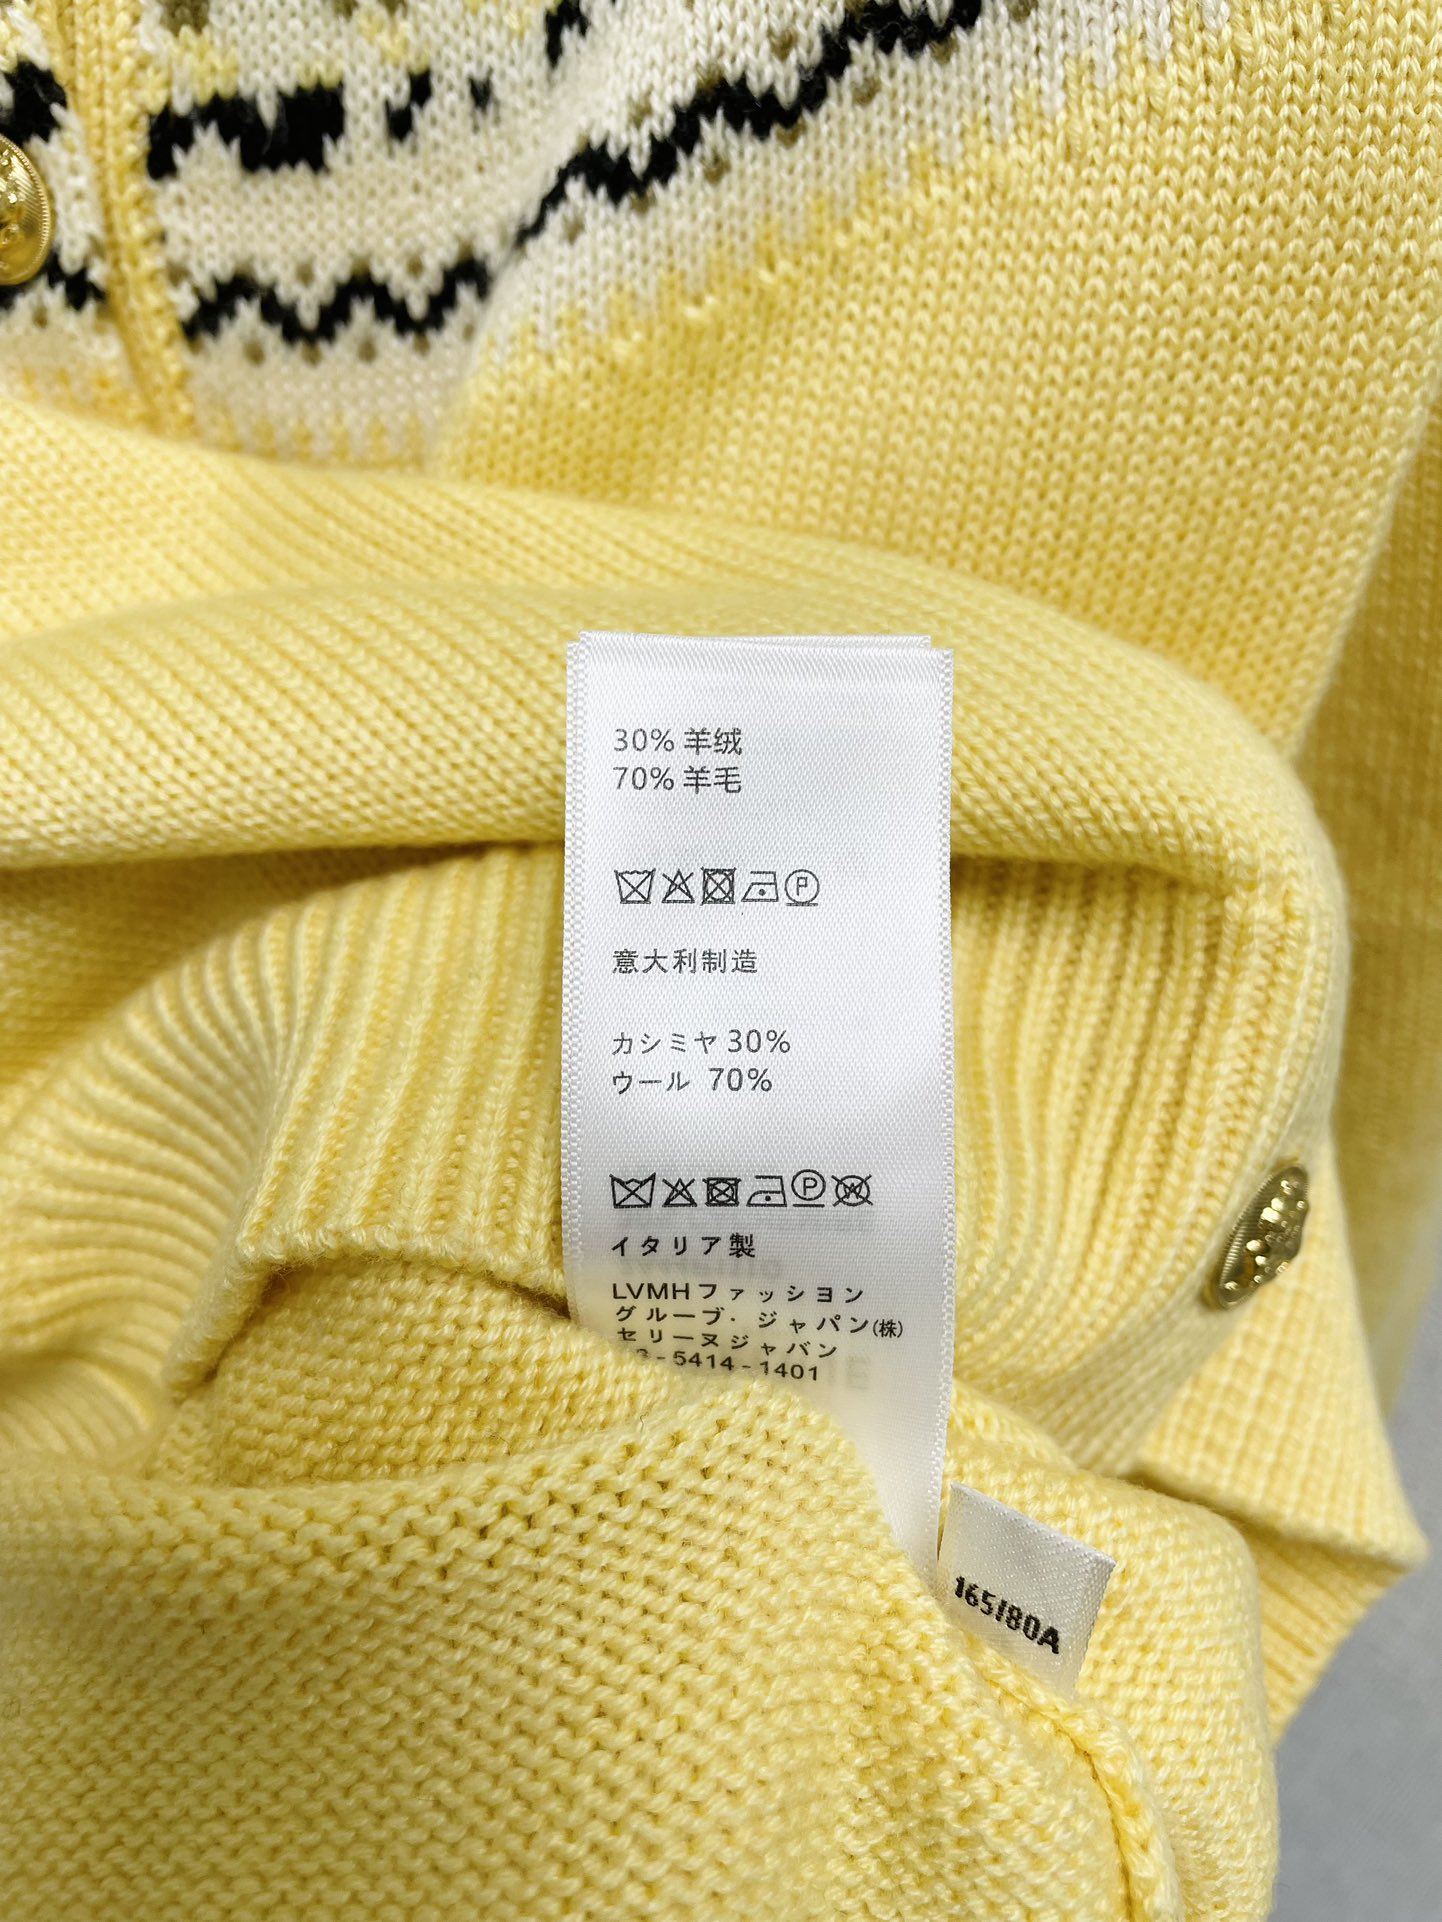 30% 羊绒
70% 羊毛
意大利制造
カシミヤ 30%
ウール 70%
イタリア製
LVMHファッション
グループ・ジャパン(株)
セリーヌジャパン
3-5414-1401
165/80A